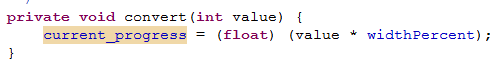 private void convert(int value) {
current_progress = (float) (value * widthPercent);
}